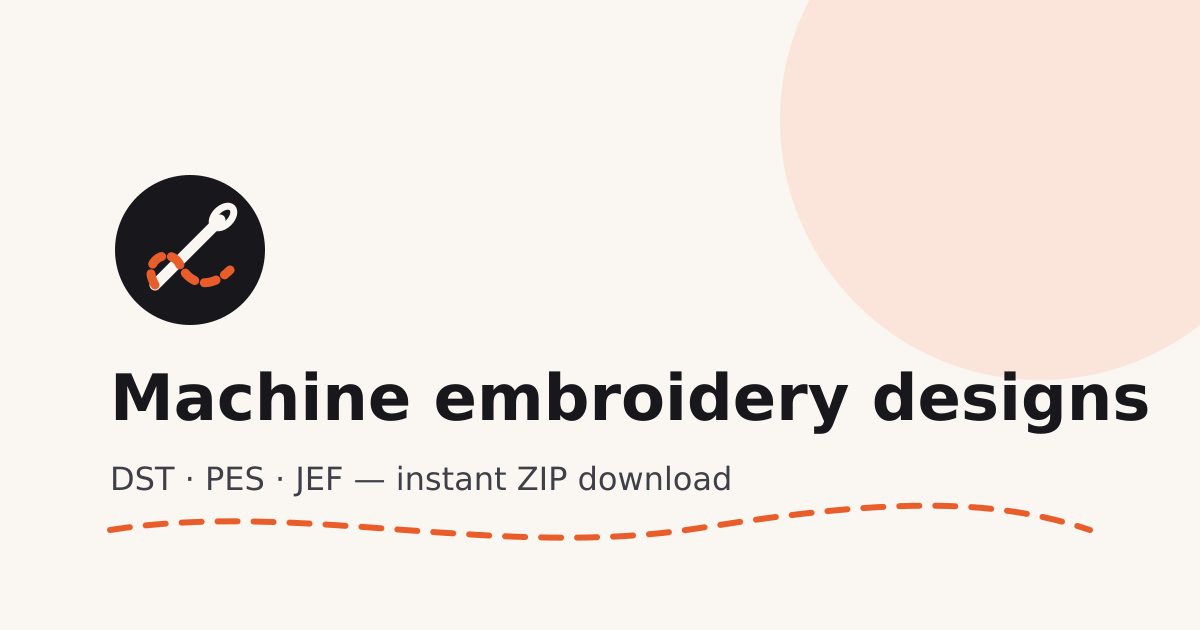 Machine embroidery designs
DST · PES · JEF — instant ZIP download